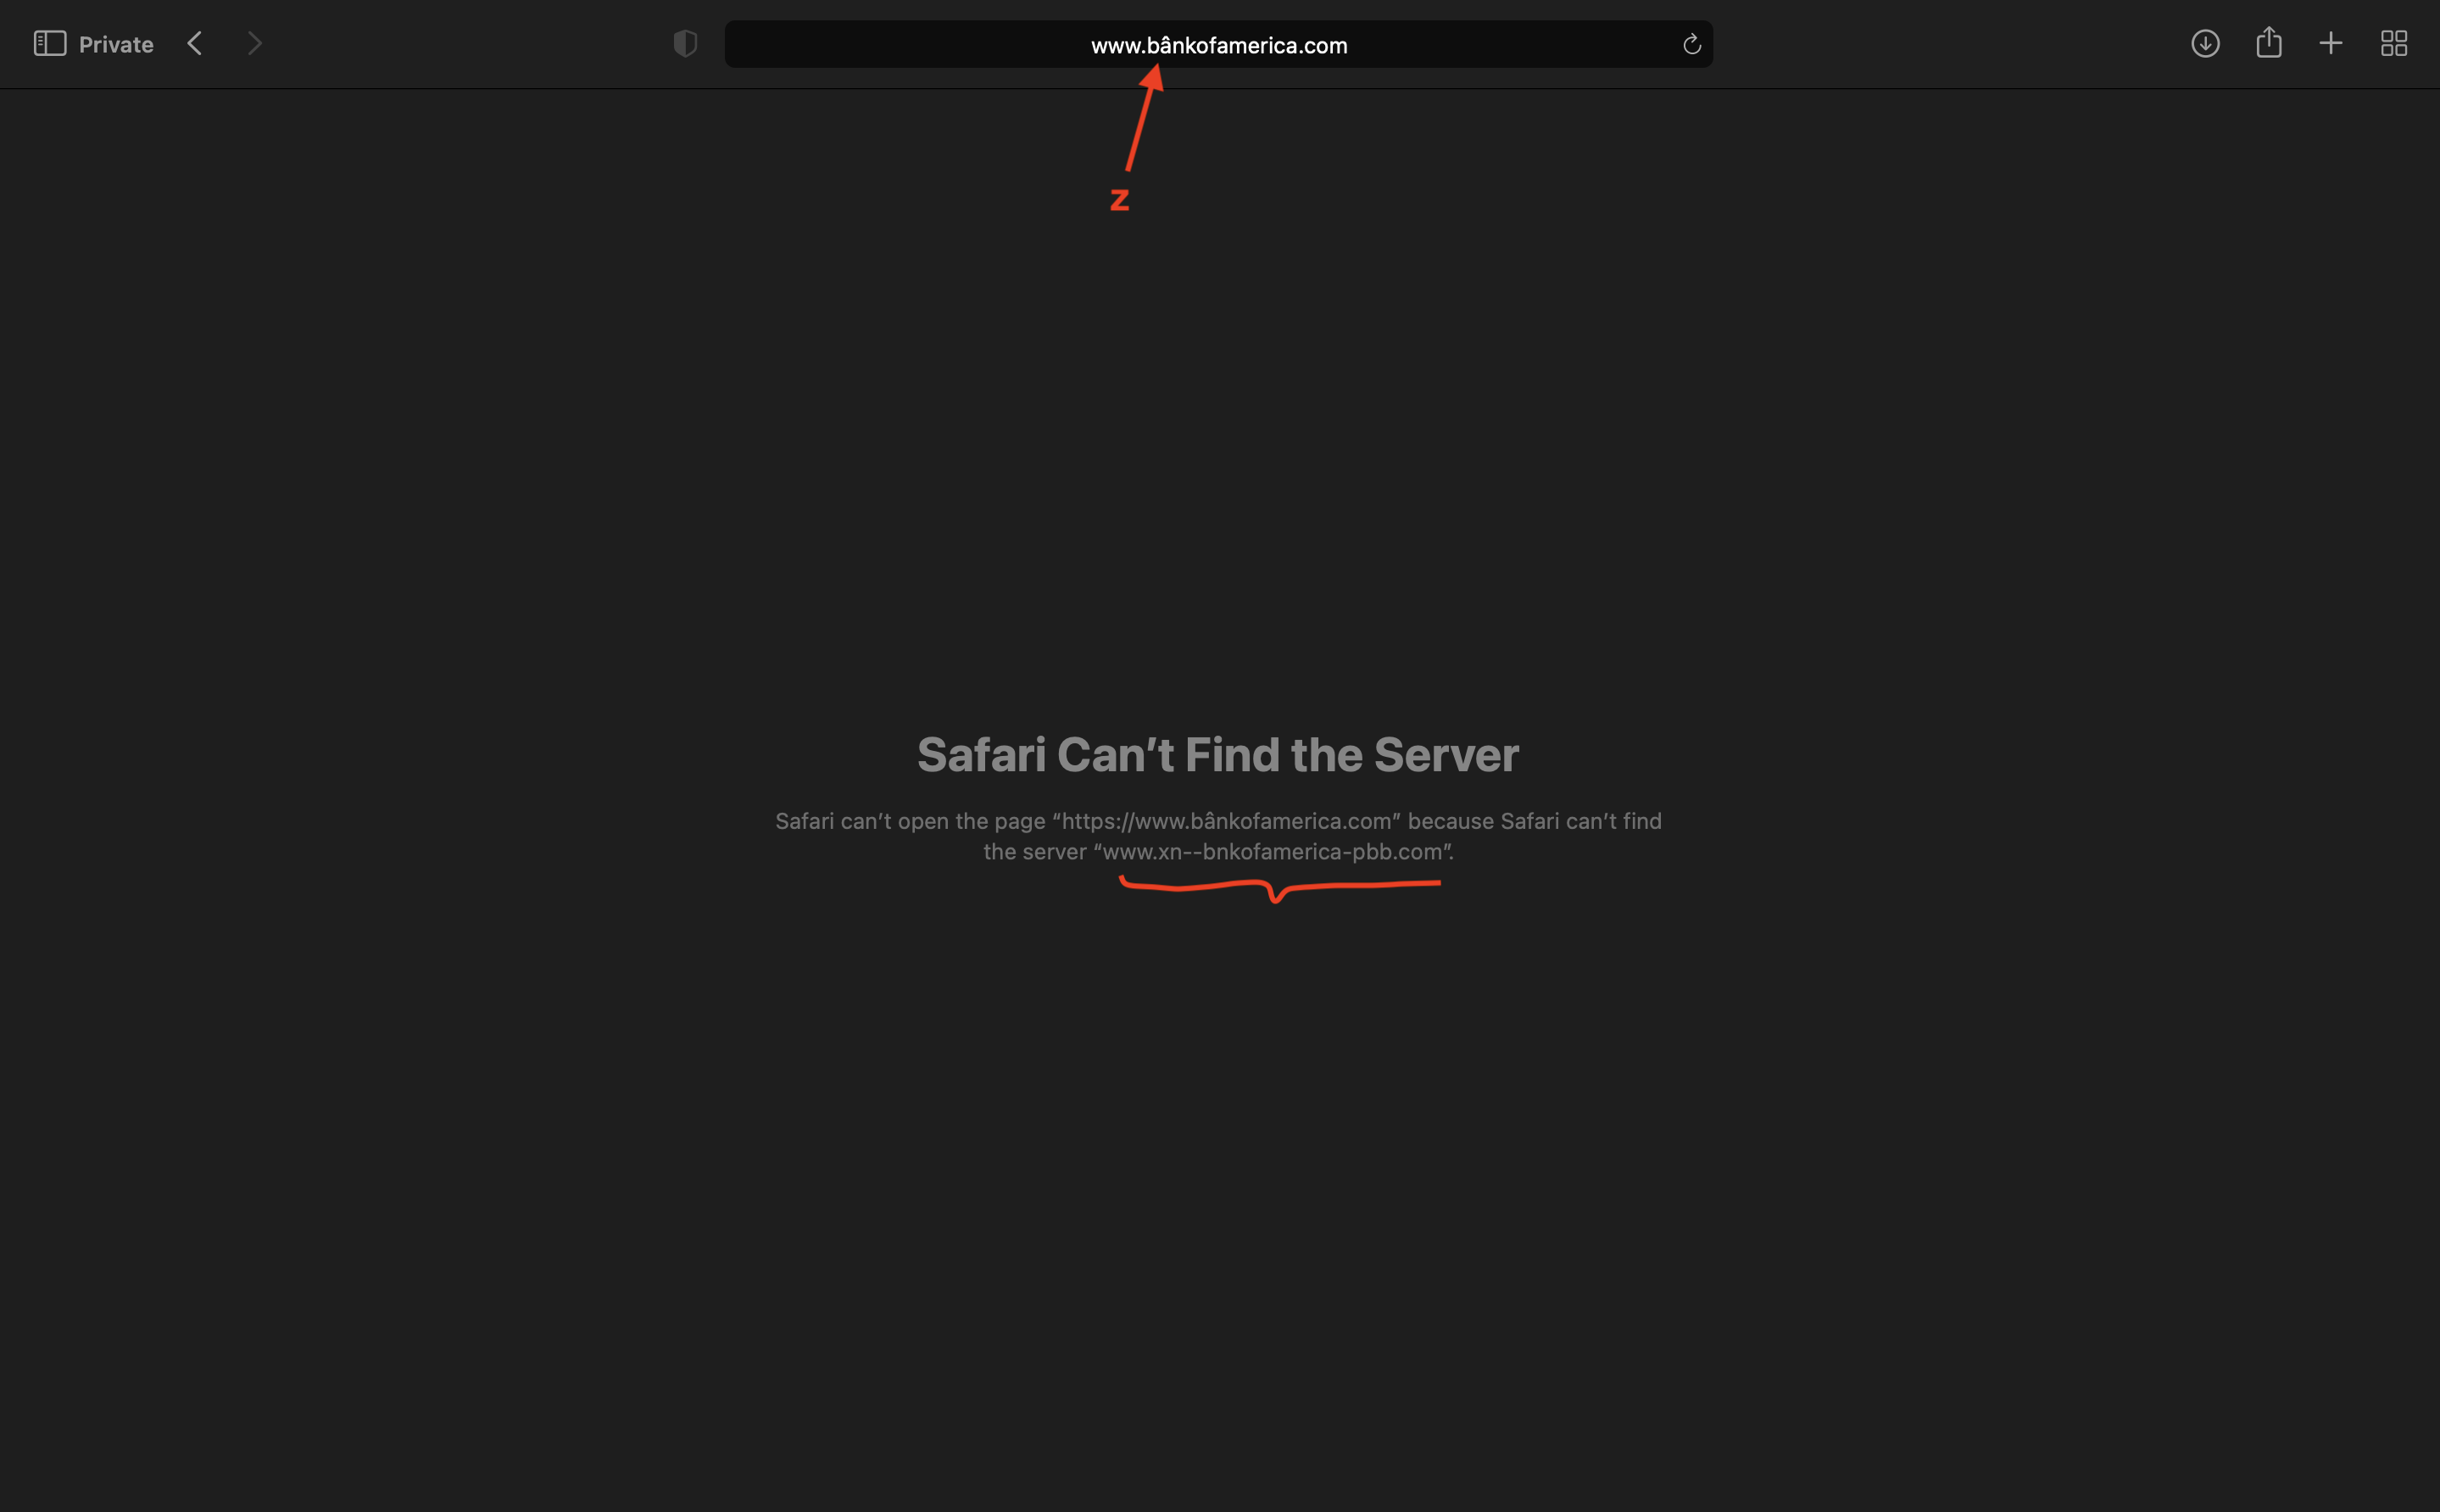 Private
www.bânkofamerica.com
z
Safari Can’t Find the Server
Safari can’t open the page “https://www.bânkofamerica.com” because Safari can’t find
the server “www.xn--bnkofamerica-pbb.com”.